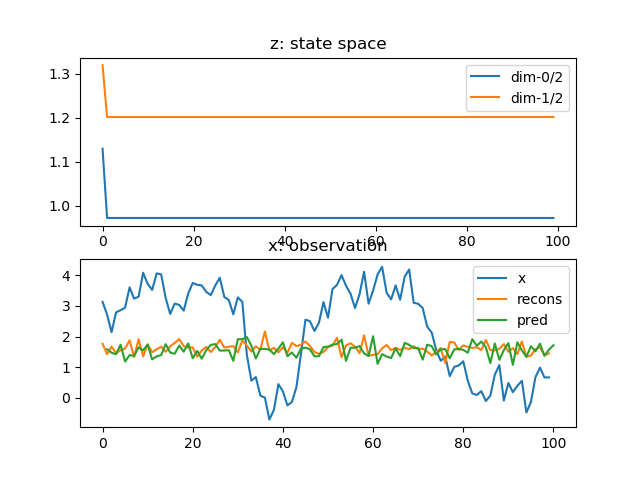 z: state space
1.3
1.2
1.1
1.0
dim-0/2
dim-1/2
0 20 40 60 80 100
x: observation
4
3
2
1
0
x
recons
pred
0 20 40 60 80 100